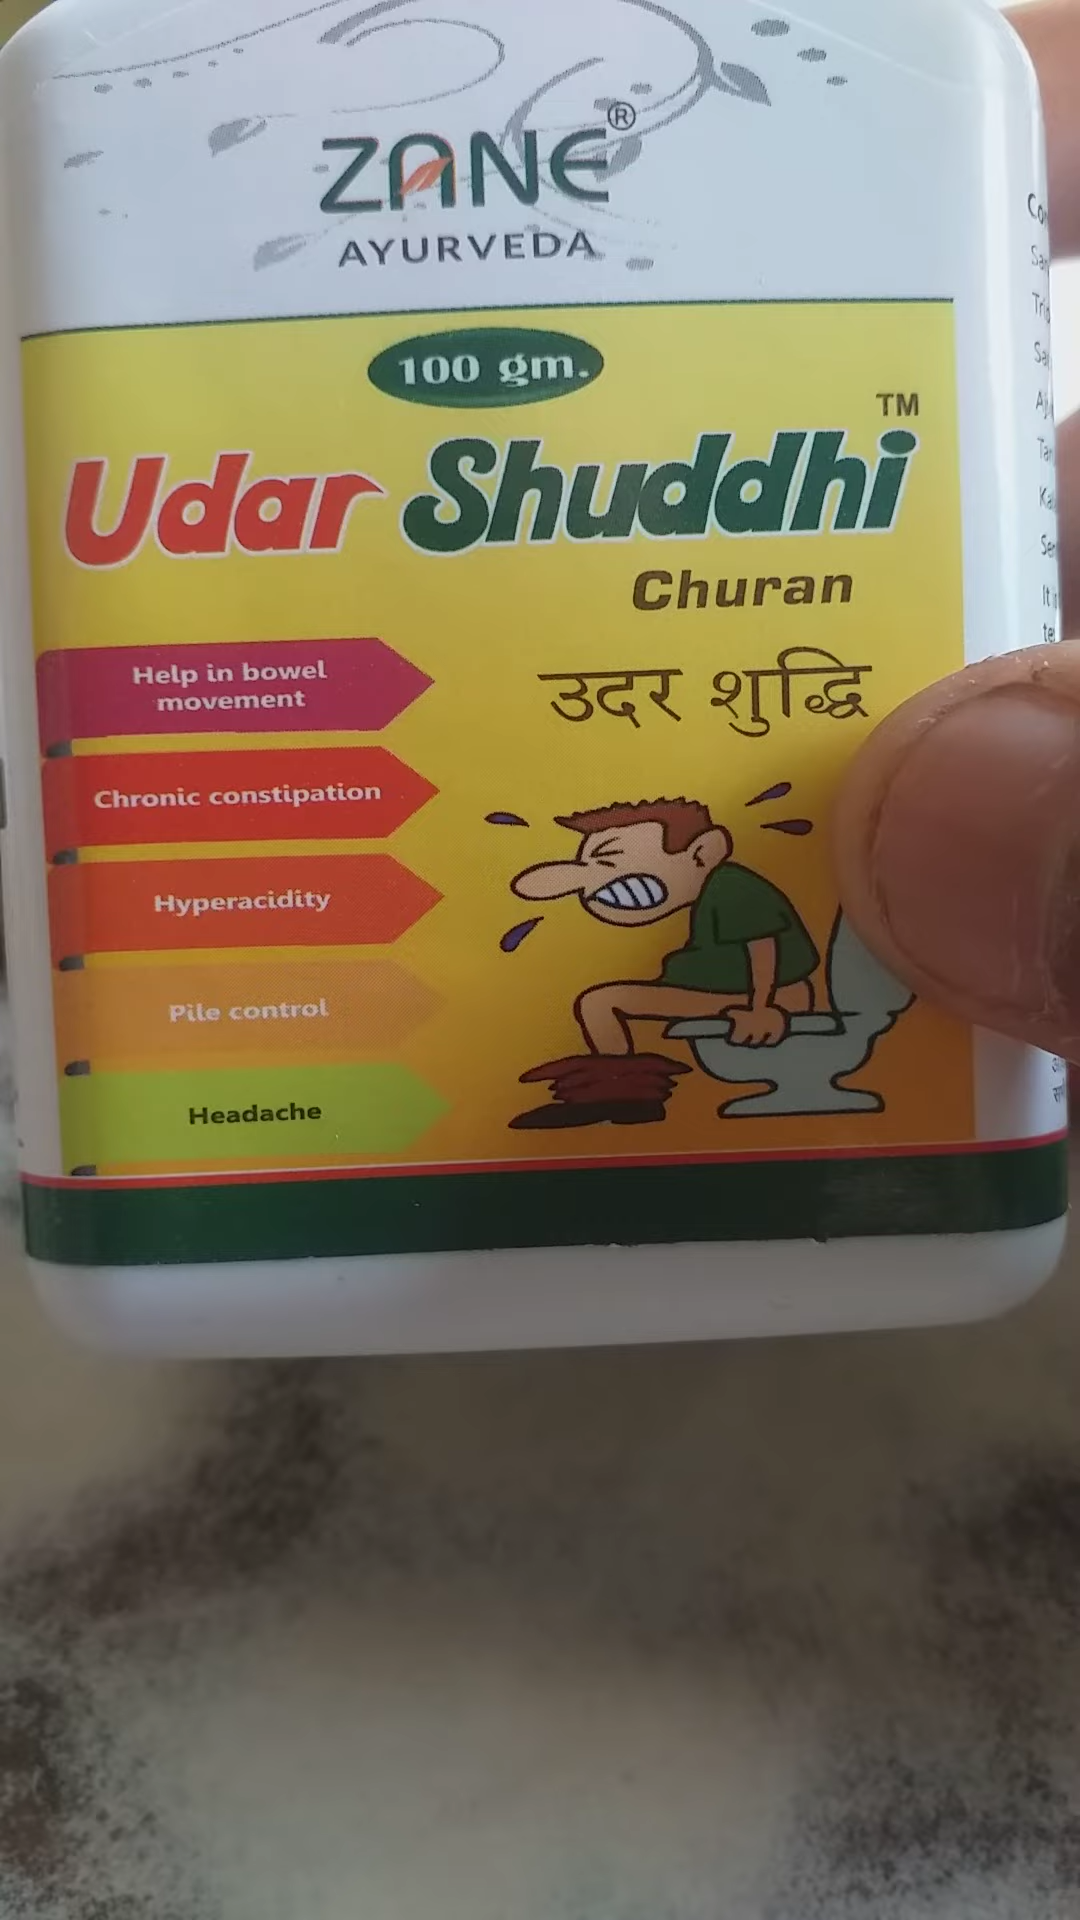 ZANE®
AYURVEDA
100 gm.
Udar Shuddhi TM
Churan
उदर शुद्धि
Help in bowel
movement
Chronic constipation
Hyperacidity
Pile control
Headache